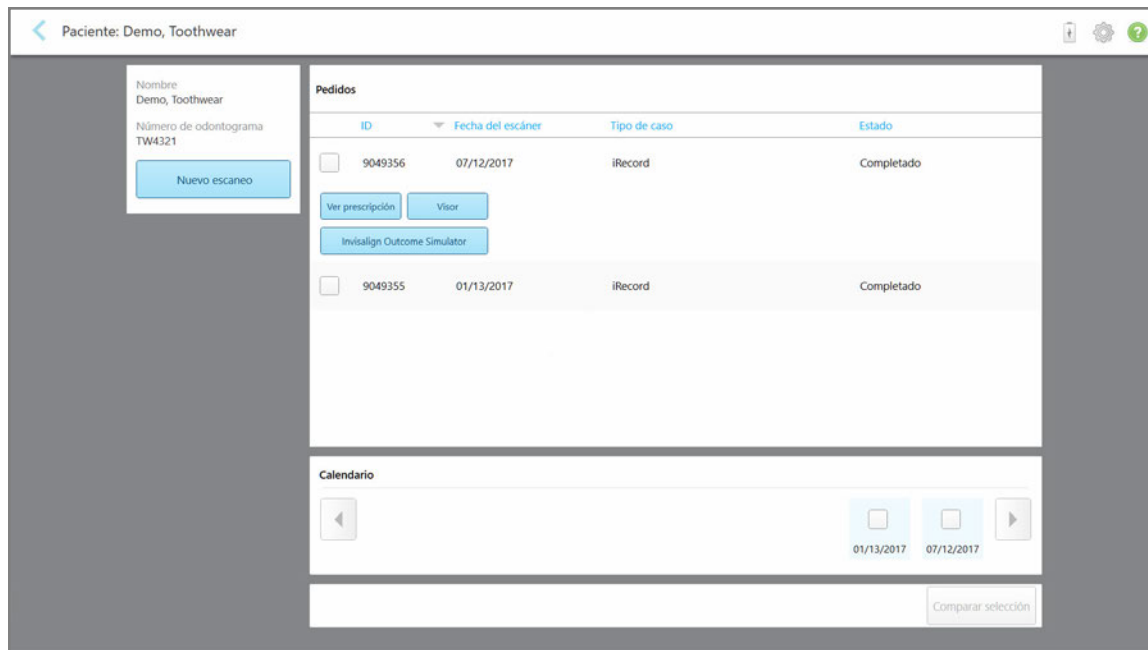 Paciente: Demo, Toothwear
?
Nombre
Demo, Toothwear
Número de odontograma
TW4321
Nuevo escaneo
Pedidos
ID Fecha del escáner Tipo de caso Estado
9049356 07/12/2017 iRecord Completado
Ver prescripción Visor
Invisalign Outcome Simulator
9049355 01/13/2017 iRecord Completado
Calendario
01/13/2017 07/12/2017
Comparar selección